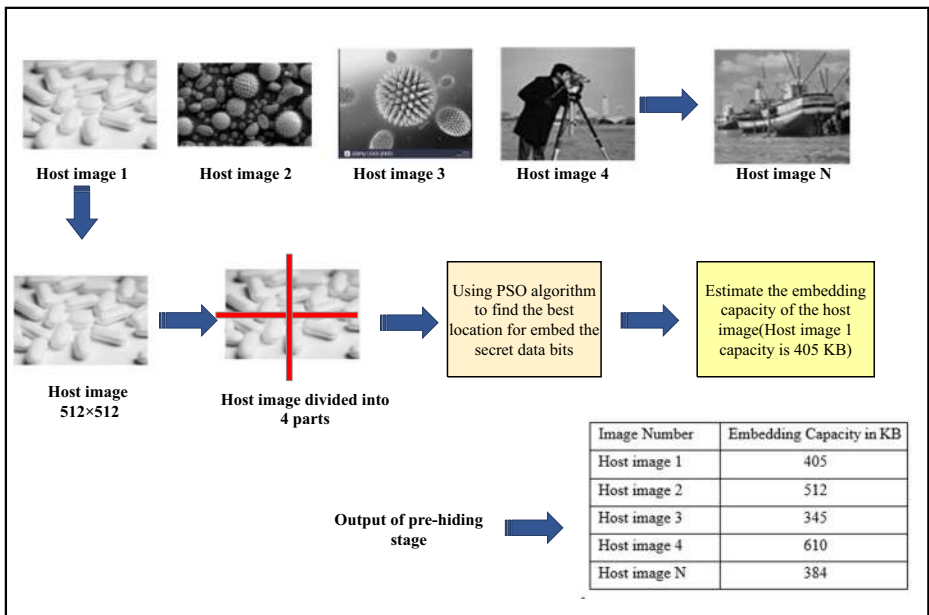 Host image 1
Host image 2
Host image 3
Host image 4
Host image N
Host image
512×512
Host image divided into
4 parts
Using PSO algorithm
to find the best
location for embed the
secret data bits
Estimate the embedding
capacity of the host
image(Host image 1
capacity is 405 KB)
Output of pre-hiding
stage
Image Number Embedding Capacity in KB
Host image 1 405
Host image 2 512
Host image 3 345
Host image 4 610
Host image N 384